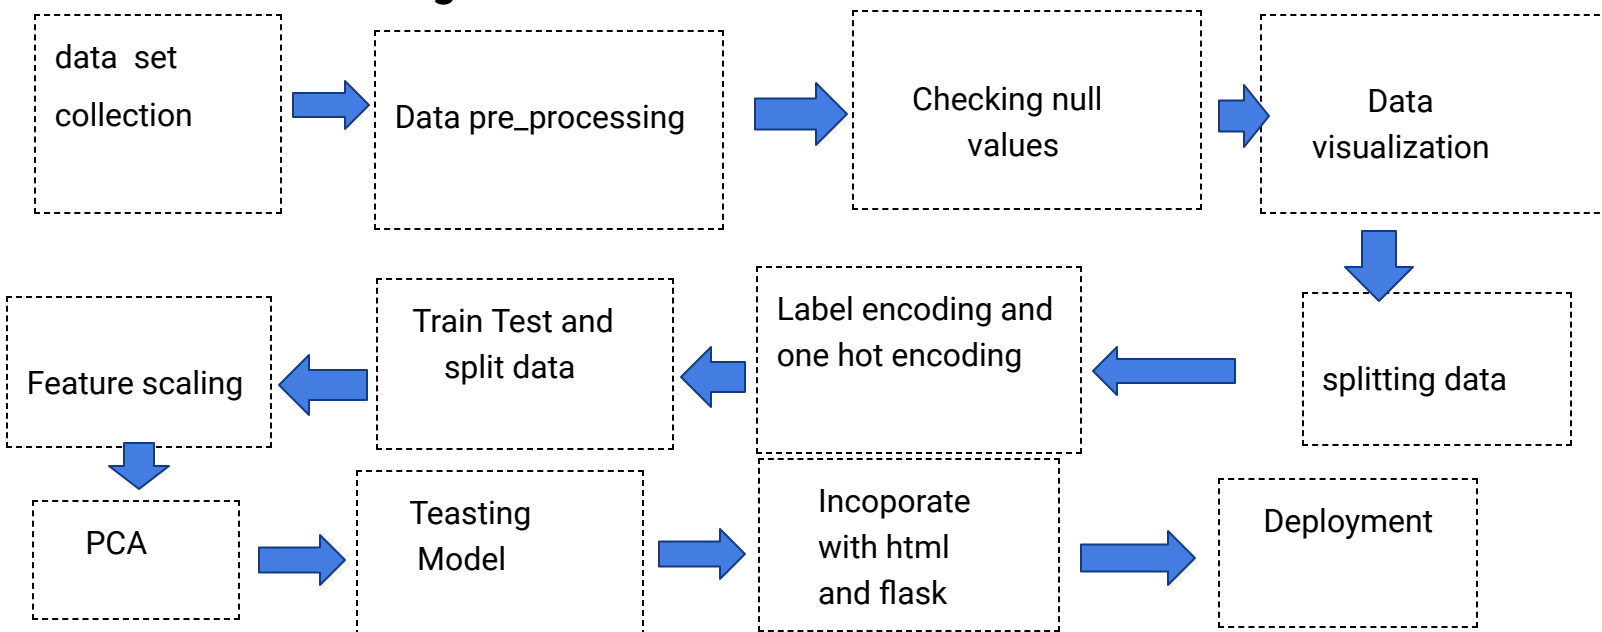 data set
collection
Data pre_processing
Checking null
values
Data
visualization
splitting data
Label encoding and
one hot encoding
Train Test and
split data
Feature scaling
PCA
Teasting
Model
Incoporate
with html
and flask
Deployment